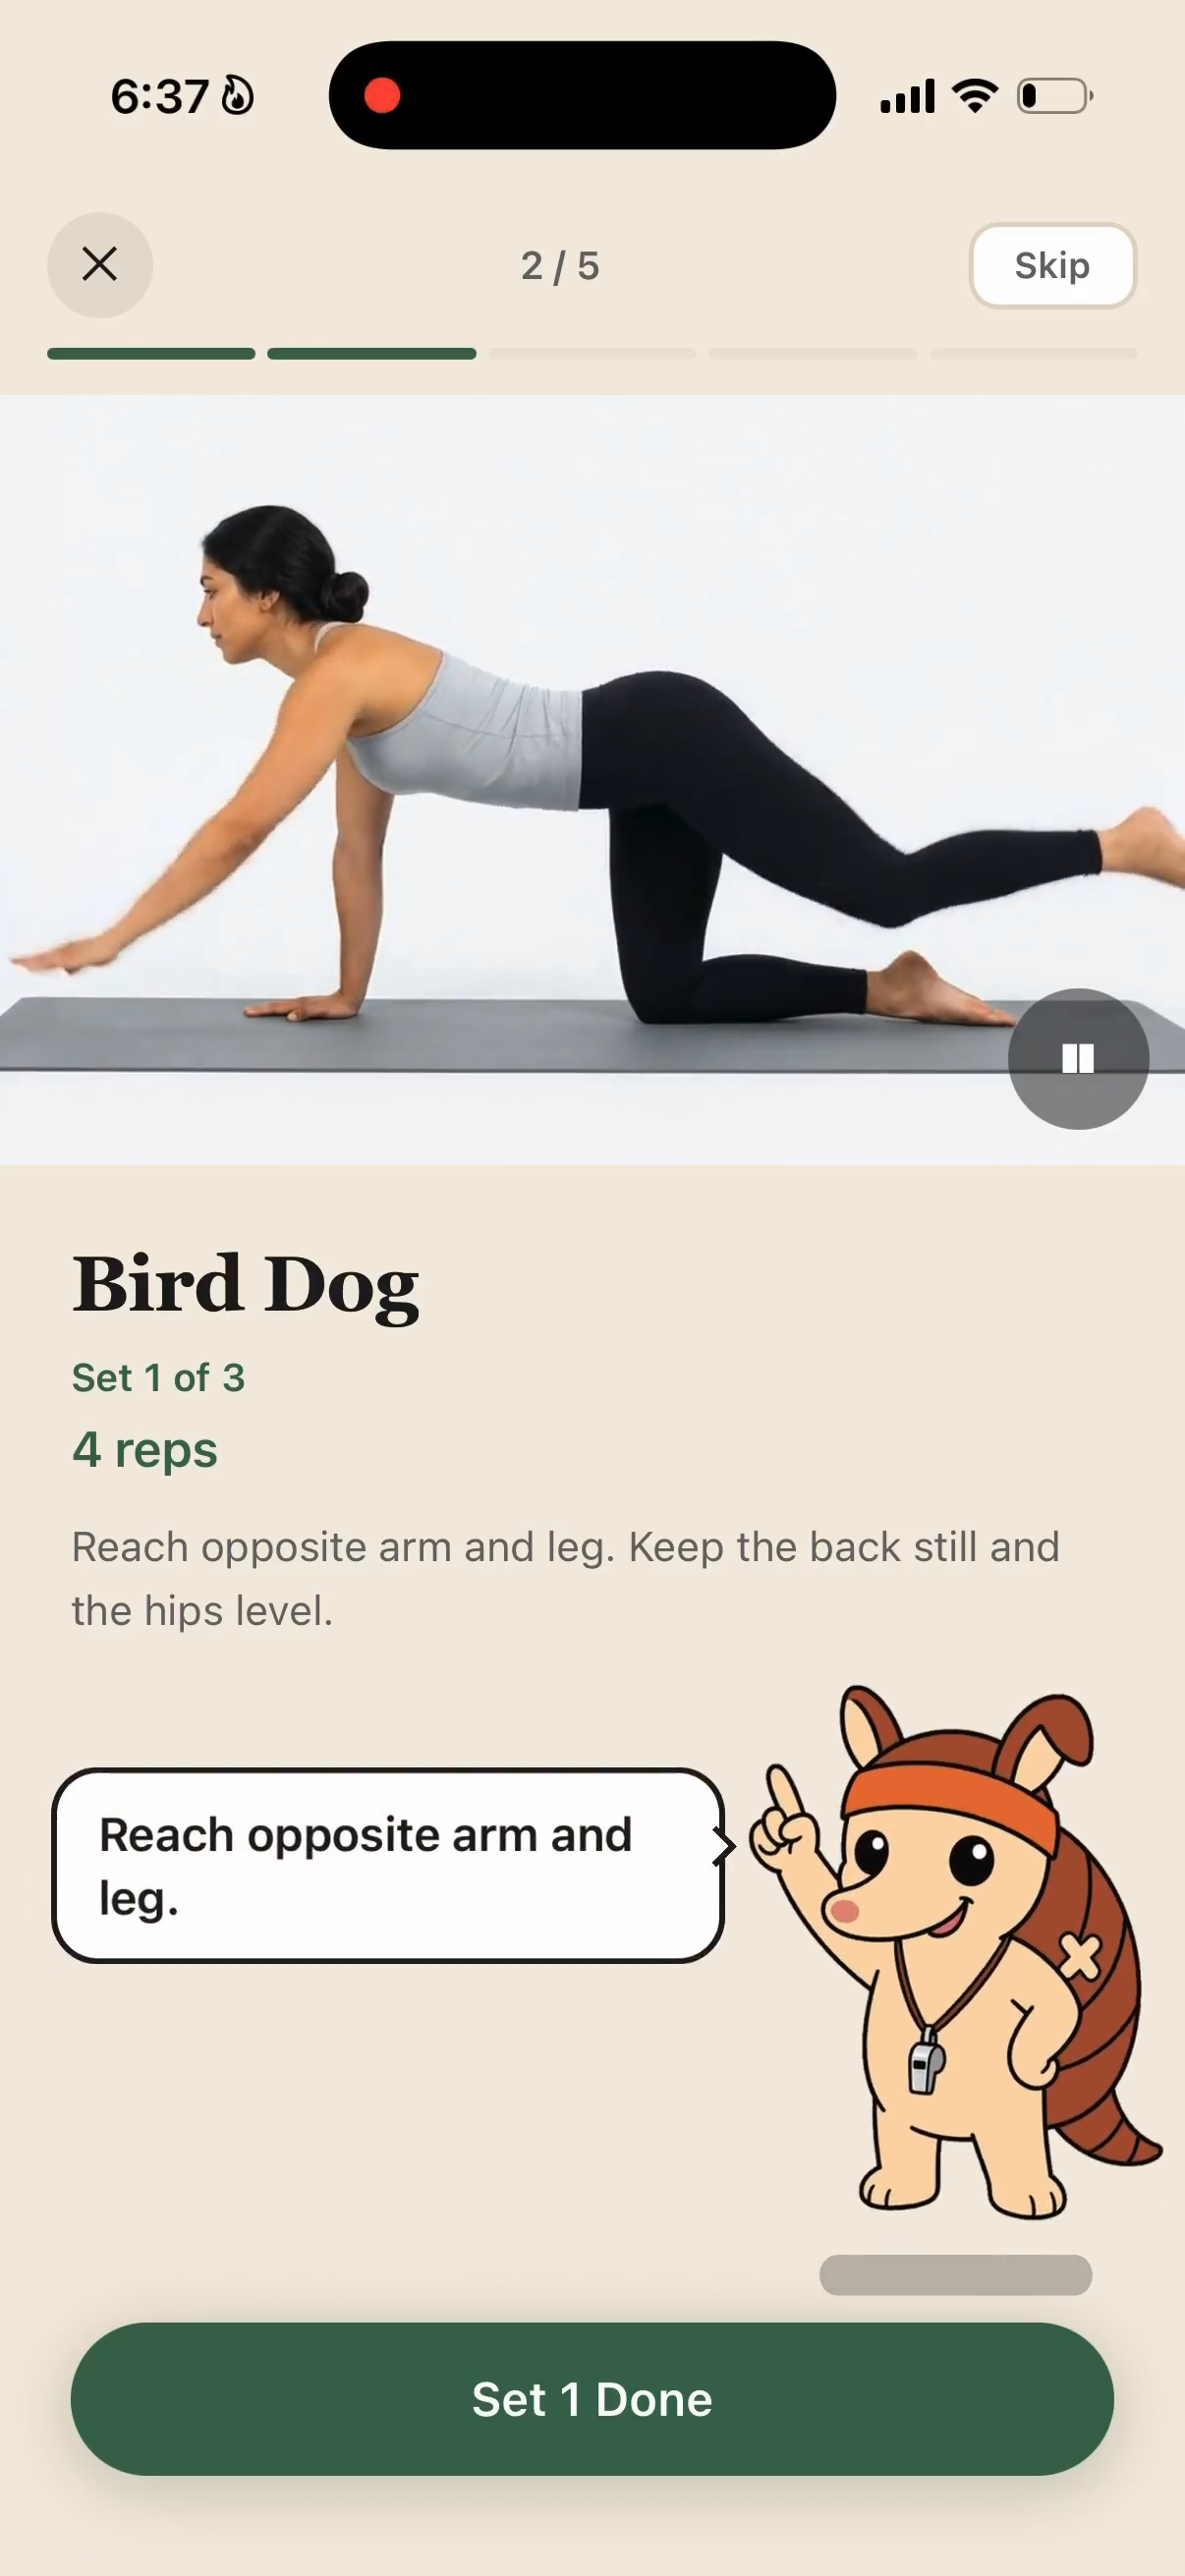 6:37
2 / 5
Skip
Bird Dog
Set 1 of 3
4 reps
Reach opposite arm and leg. Keep the back still and
the hips level.
Reach opposite arm and
leg.
Set 1 Done